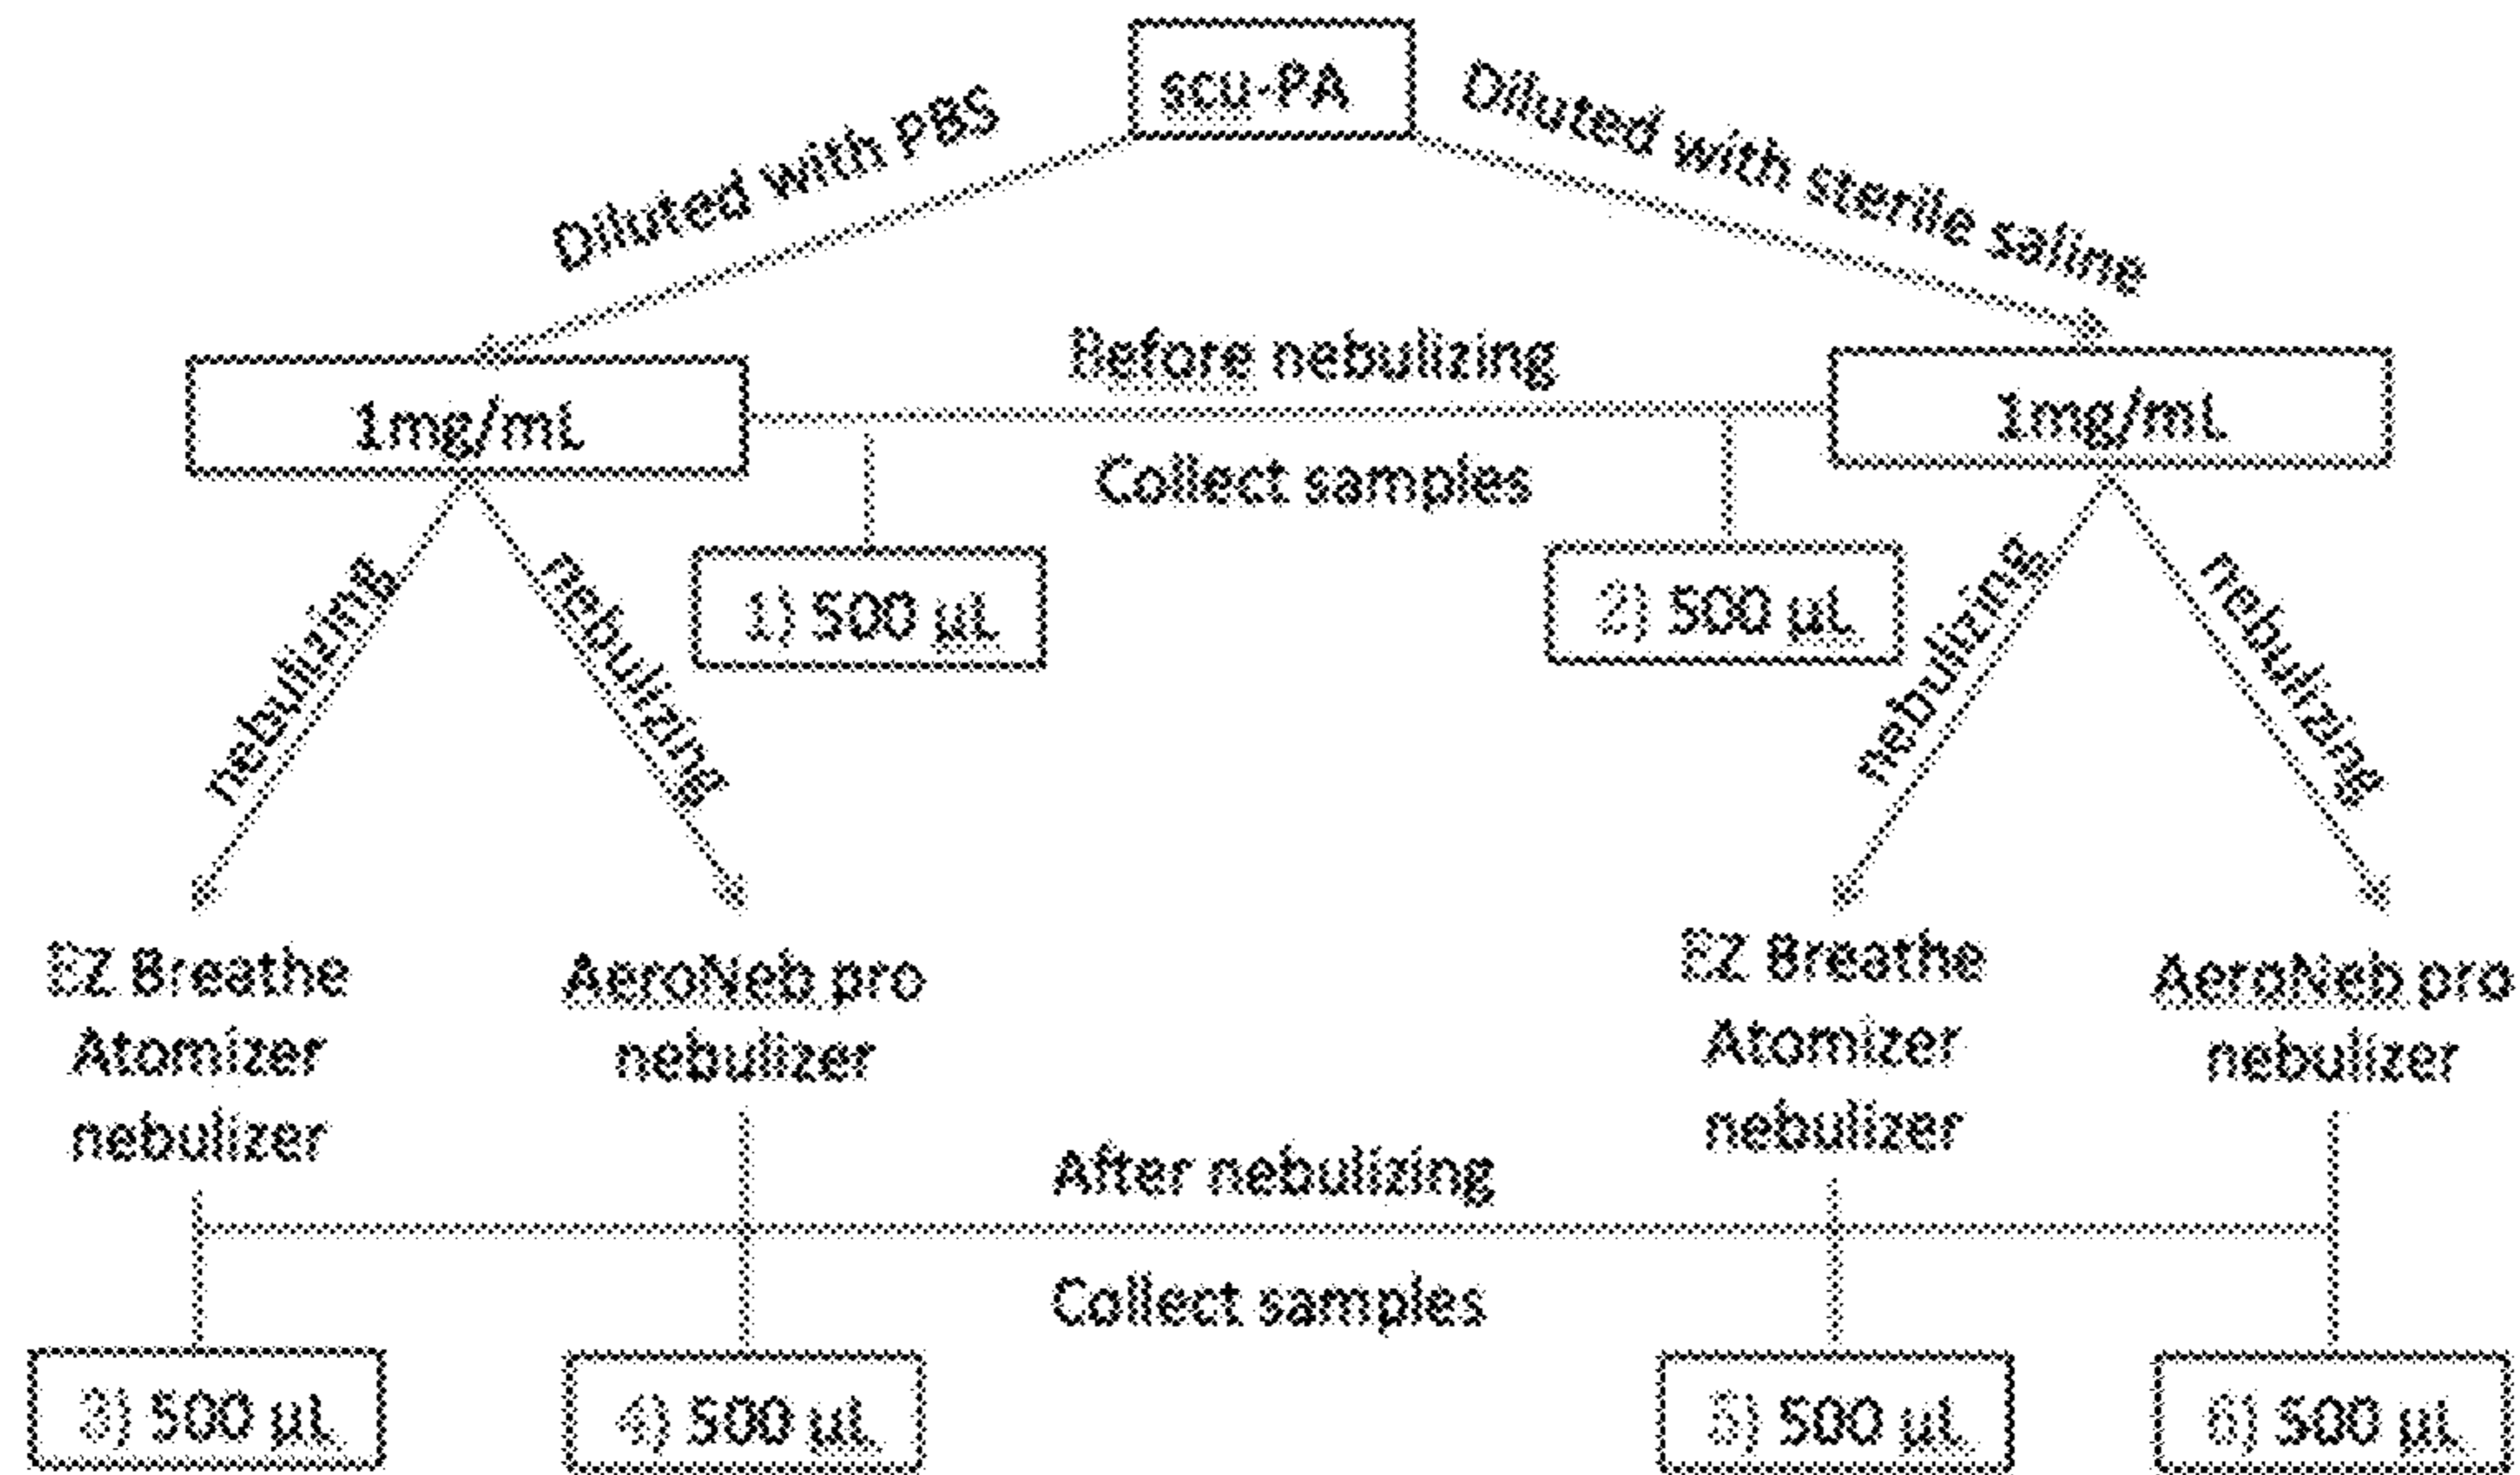 scu-PA
Diluted with PBS
Diluted with sterile saline
1mg/mL
Before nebulizing
1mg/mL
Collect samples
1) 500 µL
2) 500 µL
nebulizing
nebulizing
nebulizing
nebulizing
EZ Breathe
Atomizer
nebulizer
AeroNeb pro
nebulizer
EZ Breathe
Atomizer
nebulizer
AeroNeb pro
nebulizer
After nebulizing
Collect samples
3) 500 µL
4) 500 µL
5) 500 µL
6) 500 µL